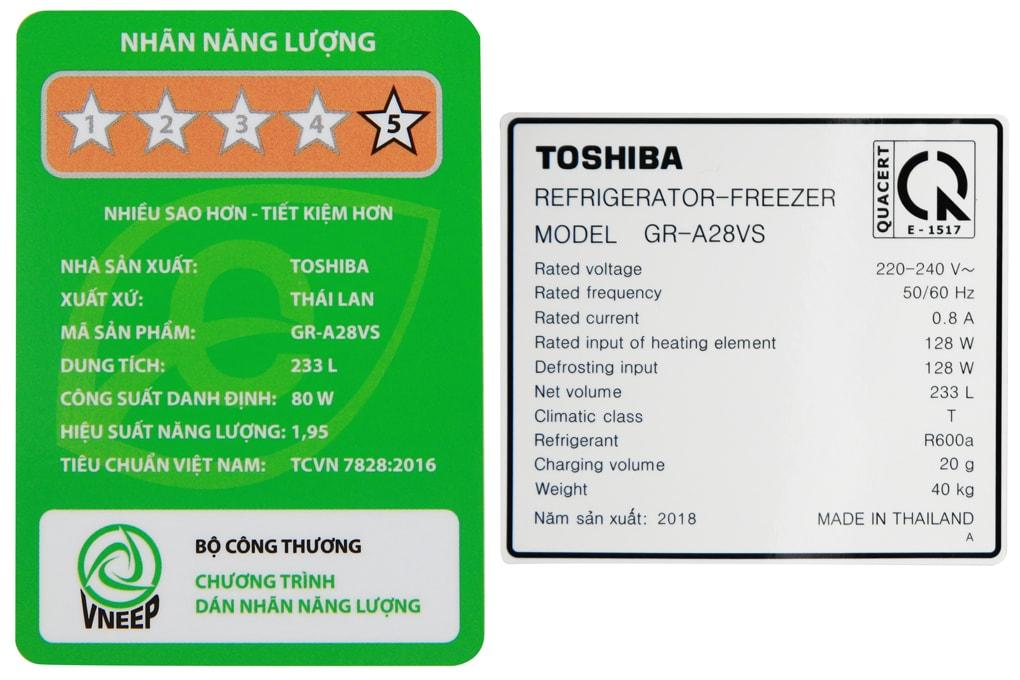 NHÃN NĂNG LƯỢNG
1 2 3 4 5
NHIỀU SAO HƠN - TIẾT KIỆM HƠN
NHÀ SẢN XUẤT: TOSHIBA
XUẤT XỨ: THÁI LAN
MÃ SẢN PHẨM: GR-A28VS
DUNG TÍCH: 233 L
CÔNG SUẤT DANH ĐỊNH: 80 W
HIỆU SUẤT NĂNG LƯỢNG: 1,95
TIÊU CHUẨN VIỆT NAM: TCVN 7828:2016
VNEEP
BỘ CÔNG THƯƠNG
CHƯƠNG TRÌNH
DÁN NHÃN NĂNG LƯỢNG
TOSHIBA
REFRIGERATOR-FREEZER
MODEL GR-A28VS
QUACERT
E - 1517
Rated voltage 220-240 V~
Rated frequency 50/60 Hz
Rated current 0.8 A
Rated input of heating element 128 W
Defrosting input 128 W
Net volume 233 L
Climatic class T
Refrigerant R600a
Charging volume 20 g
Weight 40 kg
Năm sản xuất: 2018 MADE IN THAILAND
A